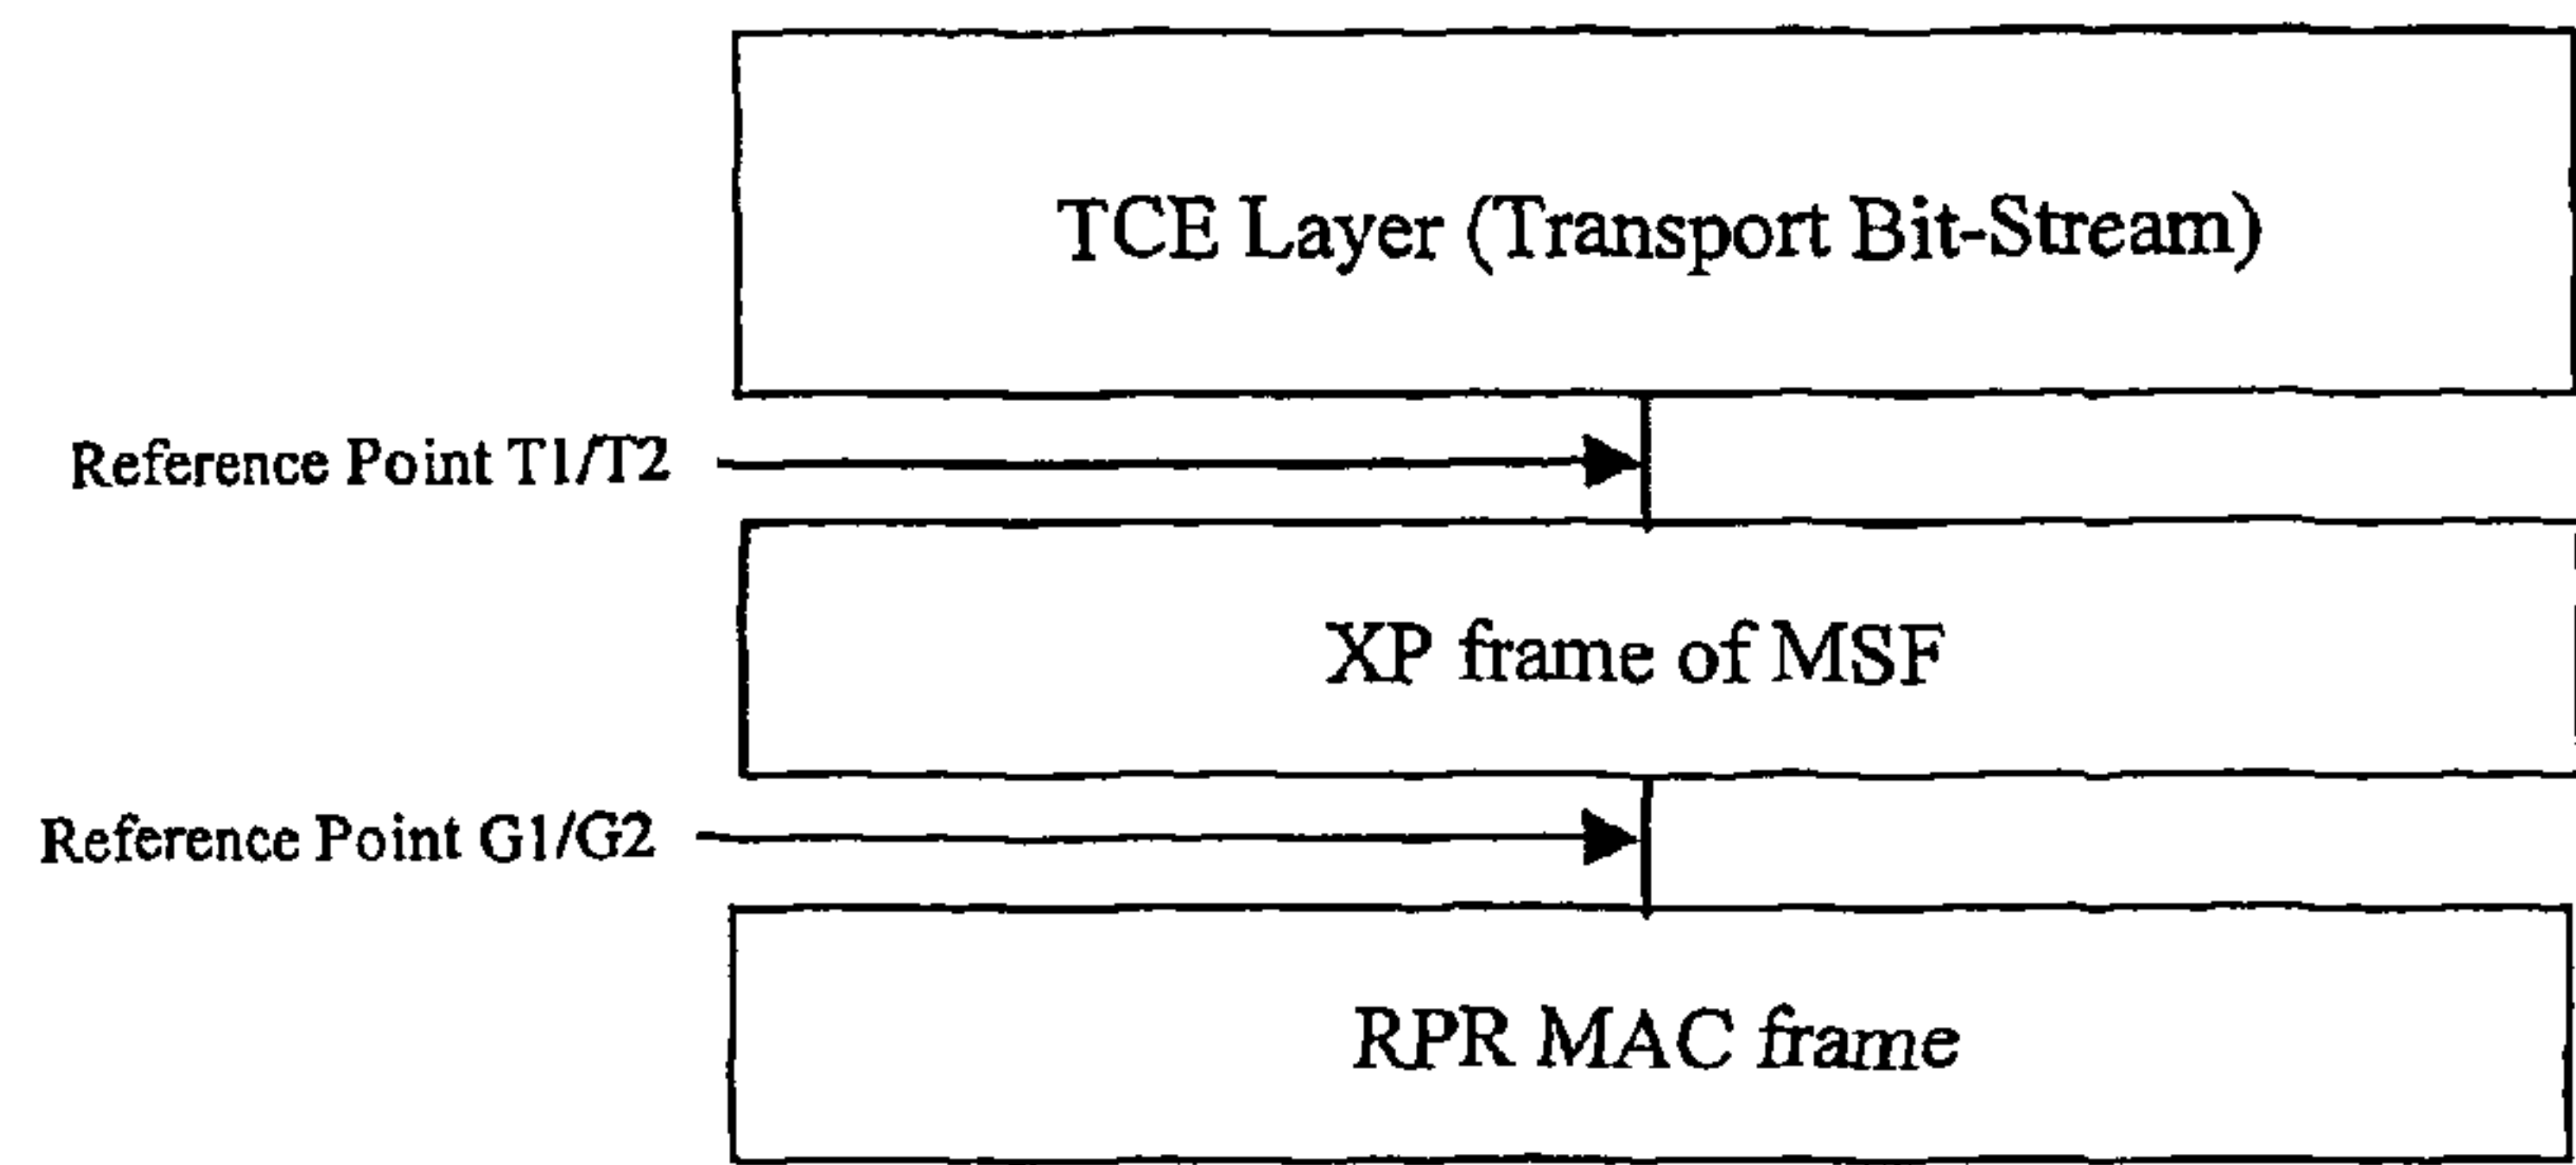 TCE Layer (Transport Bit-Stream)
Reference Point T1/T2
XP frame of MSF
Reference Point G1/G2
RPR MAC frame